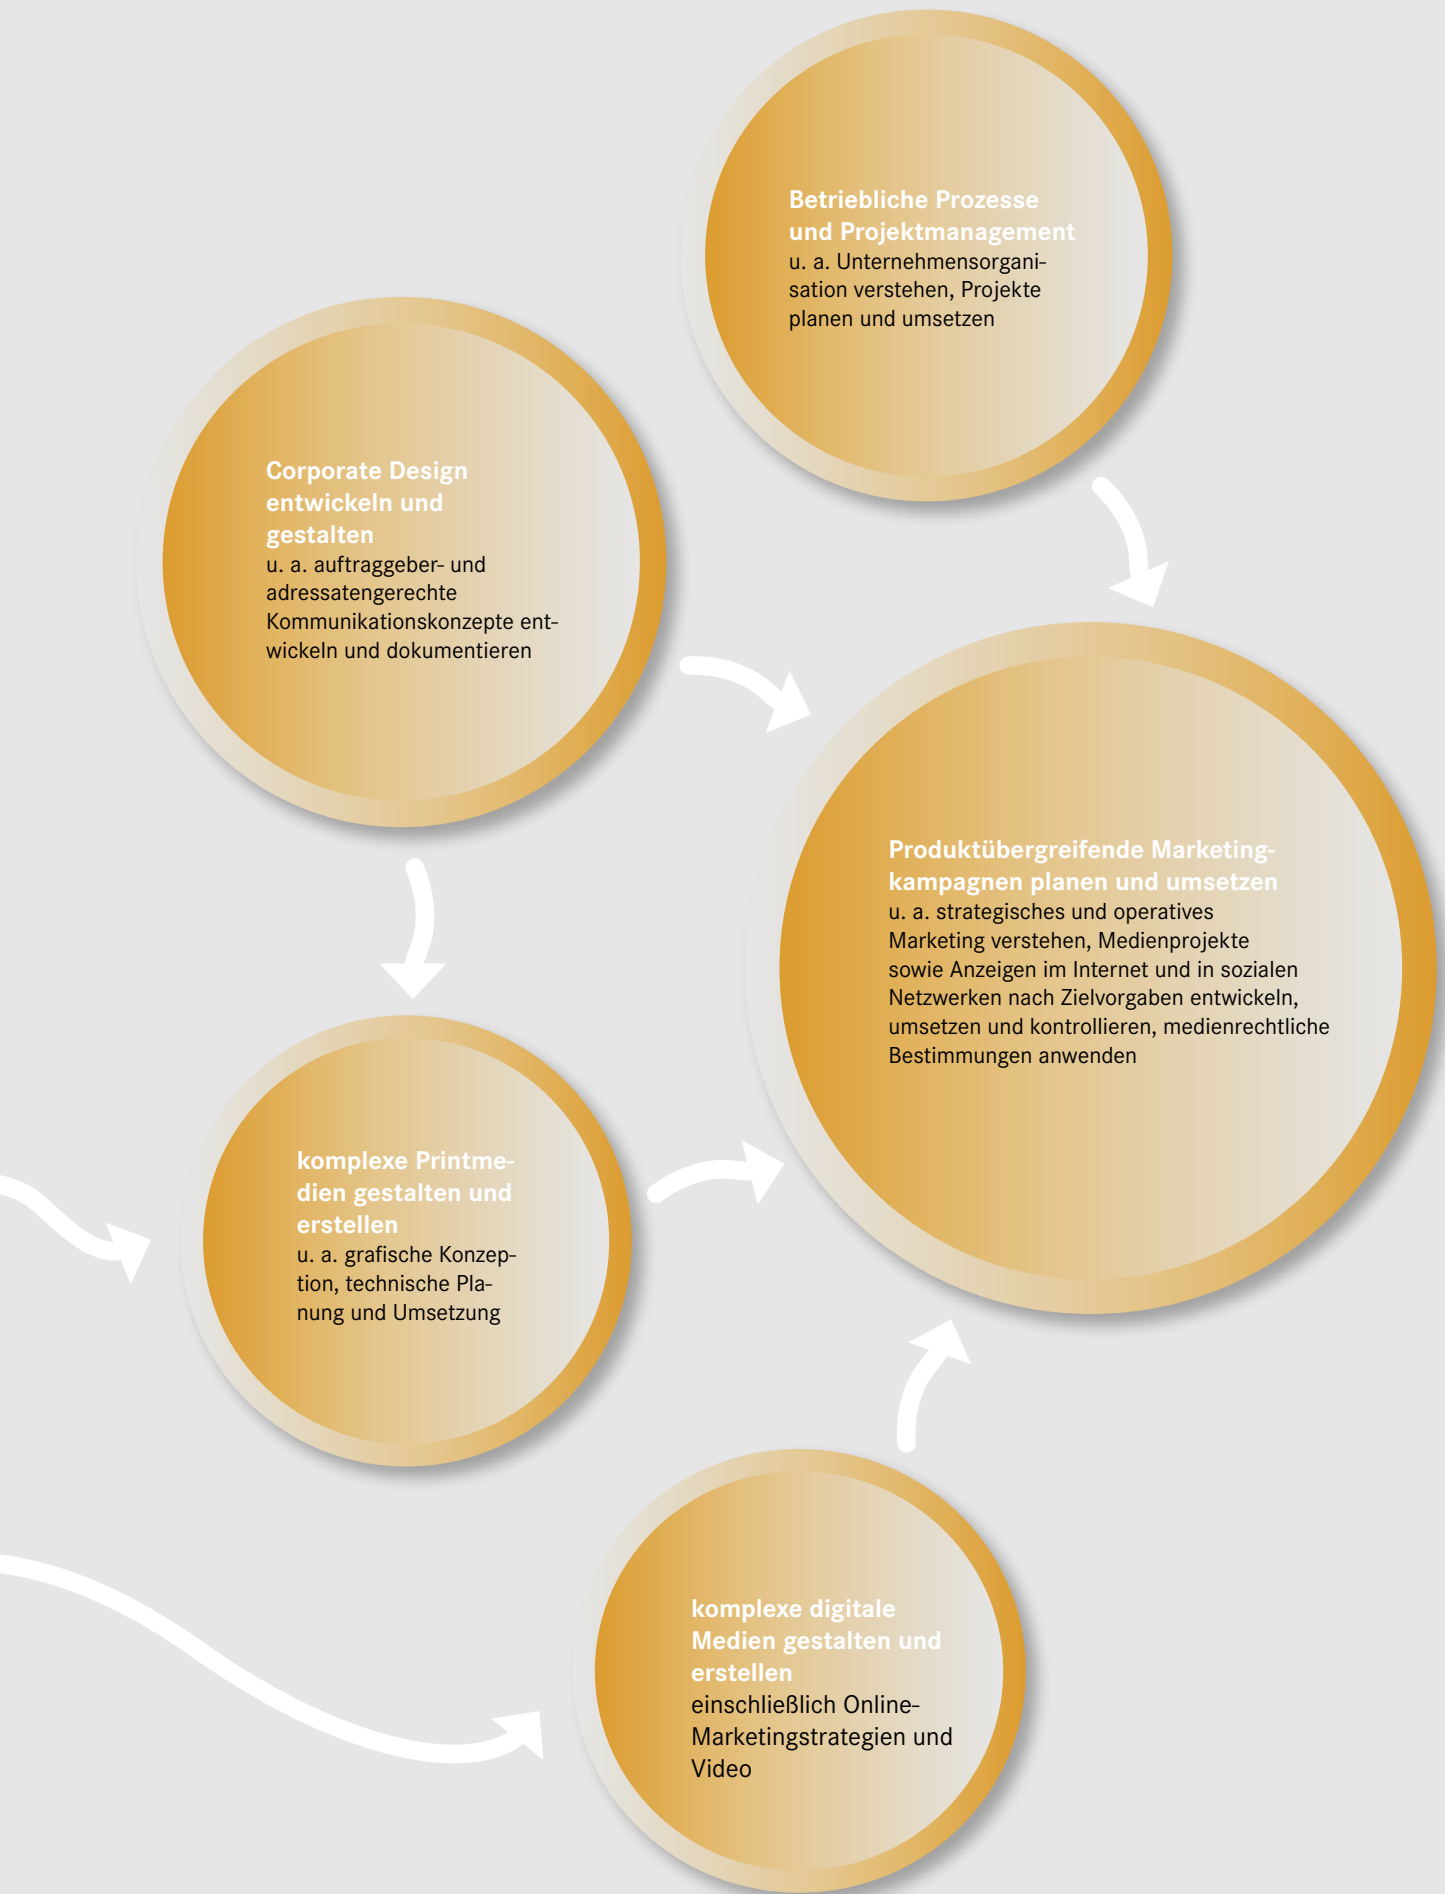 Betriebliche Prozesse
und Projektmanagement
u. a. Unternehmensorgani-
sation verstehen, Projekte
planen und umsetzen
Corporate Design
entwickeln und
gestalten
u. a. auftraggeber- und
adressatengerechte
Kommunikationskonzepte ent-
wickeln und dokumentieren
Produktübergreifende Marketing-
kampagnen planen und umsetzen
u. a. strategisches und operatives
Marketing verstehen, Medienprojekte
sowie Anzeigen im Internet und in sozialen
Netzwerken nach Zielvorgaben entwickeln,
umsetzen und kontrollieren, medienrechtliche
Bestimmungen anwenden
komplexe Printme-
dien gestalten und
erstellen
u. a. grafische Konzep-
tion, technische Pla-
nung und Umsetzung
komplexe digitale
Medien gestalten und
erstellen
einschließlich Online-
Marketingstrategien und
Video